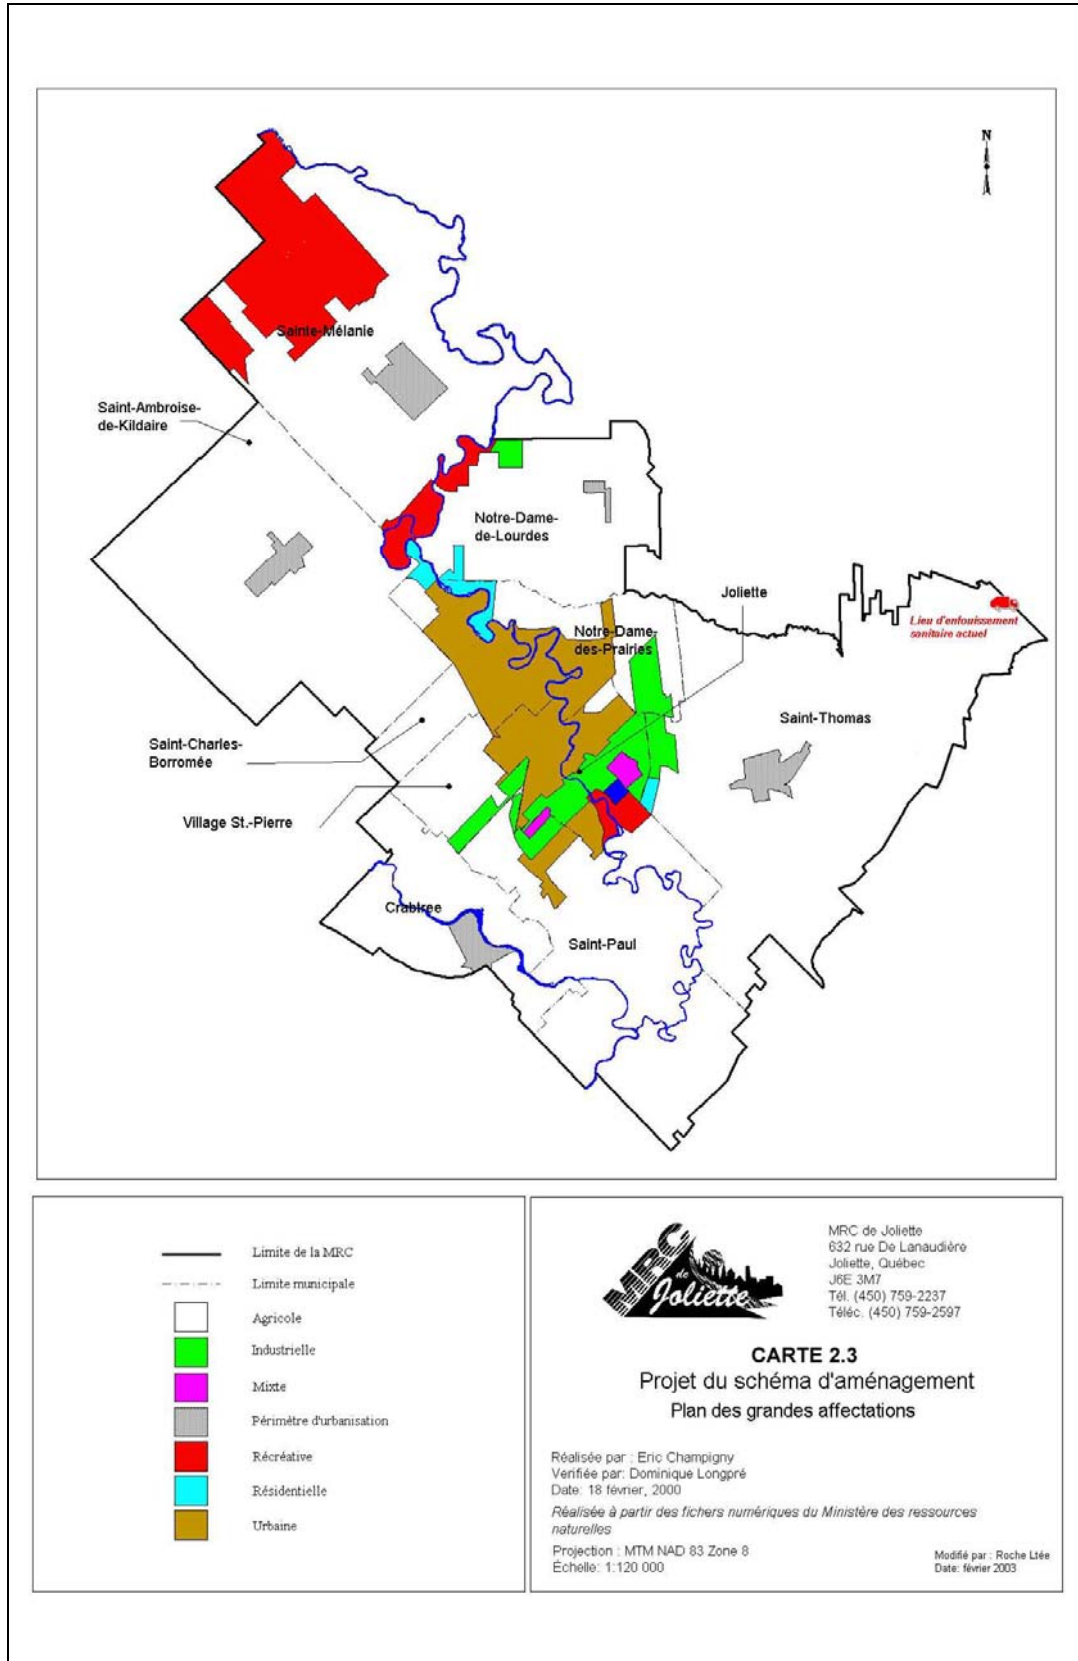 N
Sainte-Mélanie
Saint-Ambroise-
de-Kildaire
Notre-Dame-
de-Lourdes
Joliette
Lieu d'enfouissement
sanitaire actuel
Notre-Dame-
des-Prairies
Saint-Thomas
Saint-Charles-
Borromée
Village St.-Pierre
Crabtree
Saint-Paul
Limite de la MRC
Limite municipale
Agricole
Industrielle
Mixte
Périmètre d'urbanisation
Récréative
Résidentielle
Urbaine
MRC
de
Joliette
MRC de Joliette
632 rue De Lanaudière
Joliette, Québec
J6E 3M7
Tél. (450) 759-2237
Téléc. (450) 759-2597
CARTE 2.3
Projet du schéma d'aménagement
Plan des grandes affectations
Réalisée par : Eric Champigny
Verifiée par: Dominique Longpré
Date: 18 février, 2000
Réalisée à partir des fichers numériques du Ministère des ressources
naturelles
Projection : MTM NAD 83 Zone 8
Échelle: 1:120 000
Modifié par : Roche Ltée
Date: février 2003